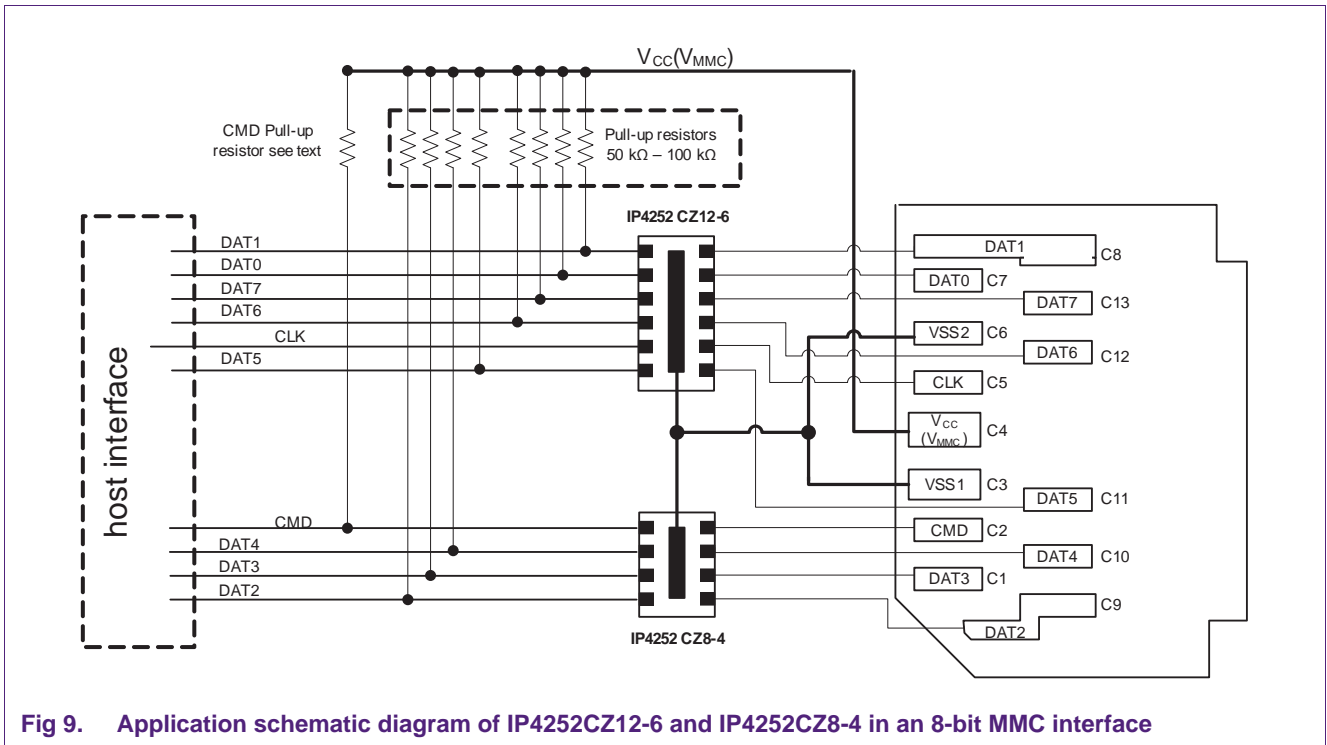 VCC(VMMC)
CMD Pull-up
resistor see text
Pull-up resistors
50 kΩ – 100 kΩ
IP4252 CZ12-6
host interface
DAT1
DAT0
DAT7
DAT6
CLK
DAT5
CMD
DAT4
DAT3
DAT2
IP4252 CZ8-4
DAT1 C8
DAT0 C7
DAT7 C13
VSS2 C6
DAT6 C12
CLK C5
VCC
(VMMC) C4
VSS1 C3
DAT5 C11
CMD C2
DAT4 C10
DAT3 C1
C9
DAT2
Fig 9. Application schematic diagram of IP4252CZ12-6 and IP4252CZ8-4 in an 8-bit MMC interface